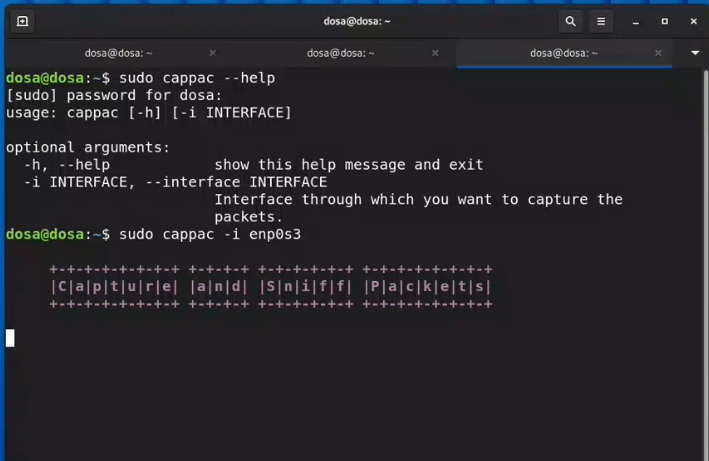 dosa@dosa: ~
dosa@dosa: ~ × dosa@dosa: ~ × dosa@dosa: ~ ×
dosa@dosa:~$ sudo cappac --help
[sudo] password for dosa:
usage: cappac [-h] [-i INTERFACE]
optional arguments:
  -h, --help            show this help message and exit
  -i INTERFACE, --interface INTERFACE
                        Interface through which you want to capture the
                        packets.
dosa@dosa:~$ sudo cappac -i enp0s3
     +-+-+-+-+-+-+-+ +-+-+-+ +-+-+-+-+-+ +-+-+-+-+-+-+-+
     |C|a|p|t|u|r|e| |a|n|d| |S|n|i|f|f| |P|a|c|k|e|t|s|
     +-+-+-+-+-+-+-+ +-+-+-+ +-+-+-+-+-+ +-+-+-+-+-+-+-+